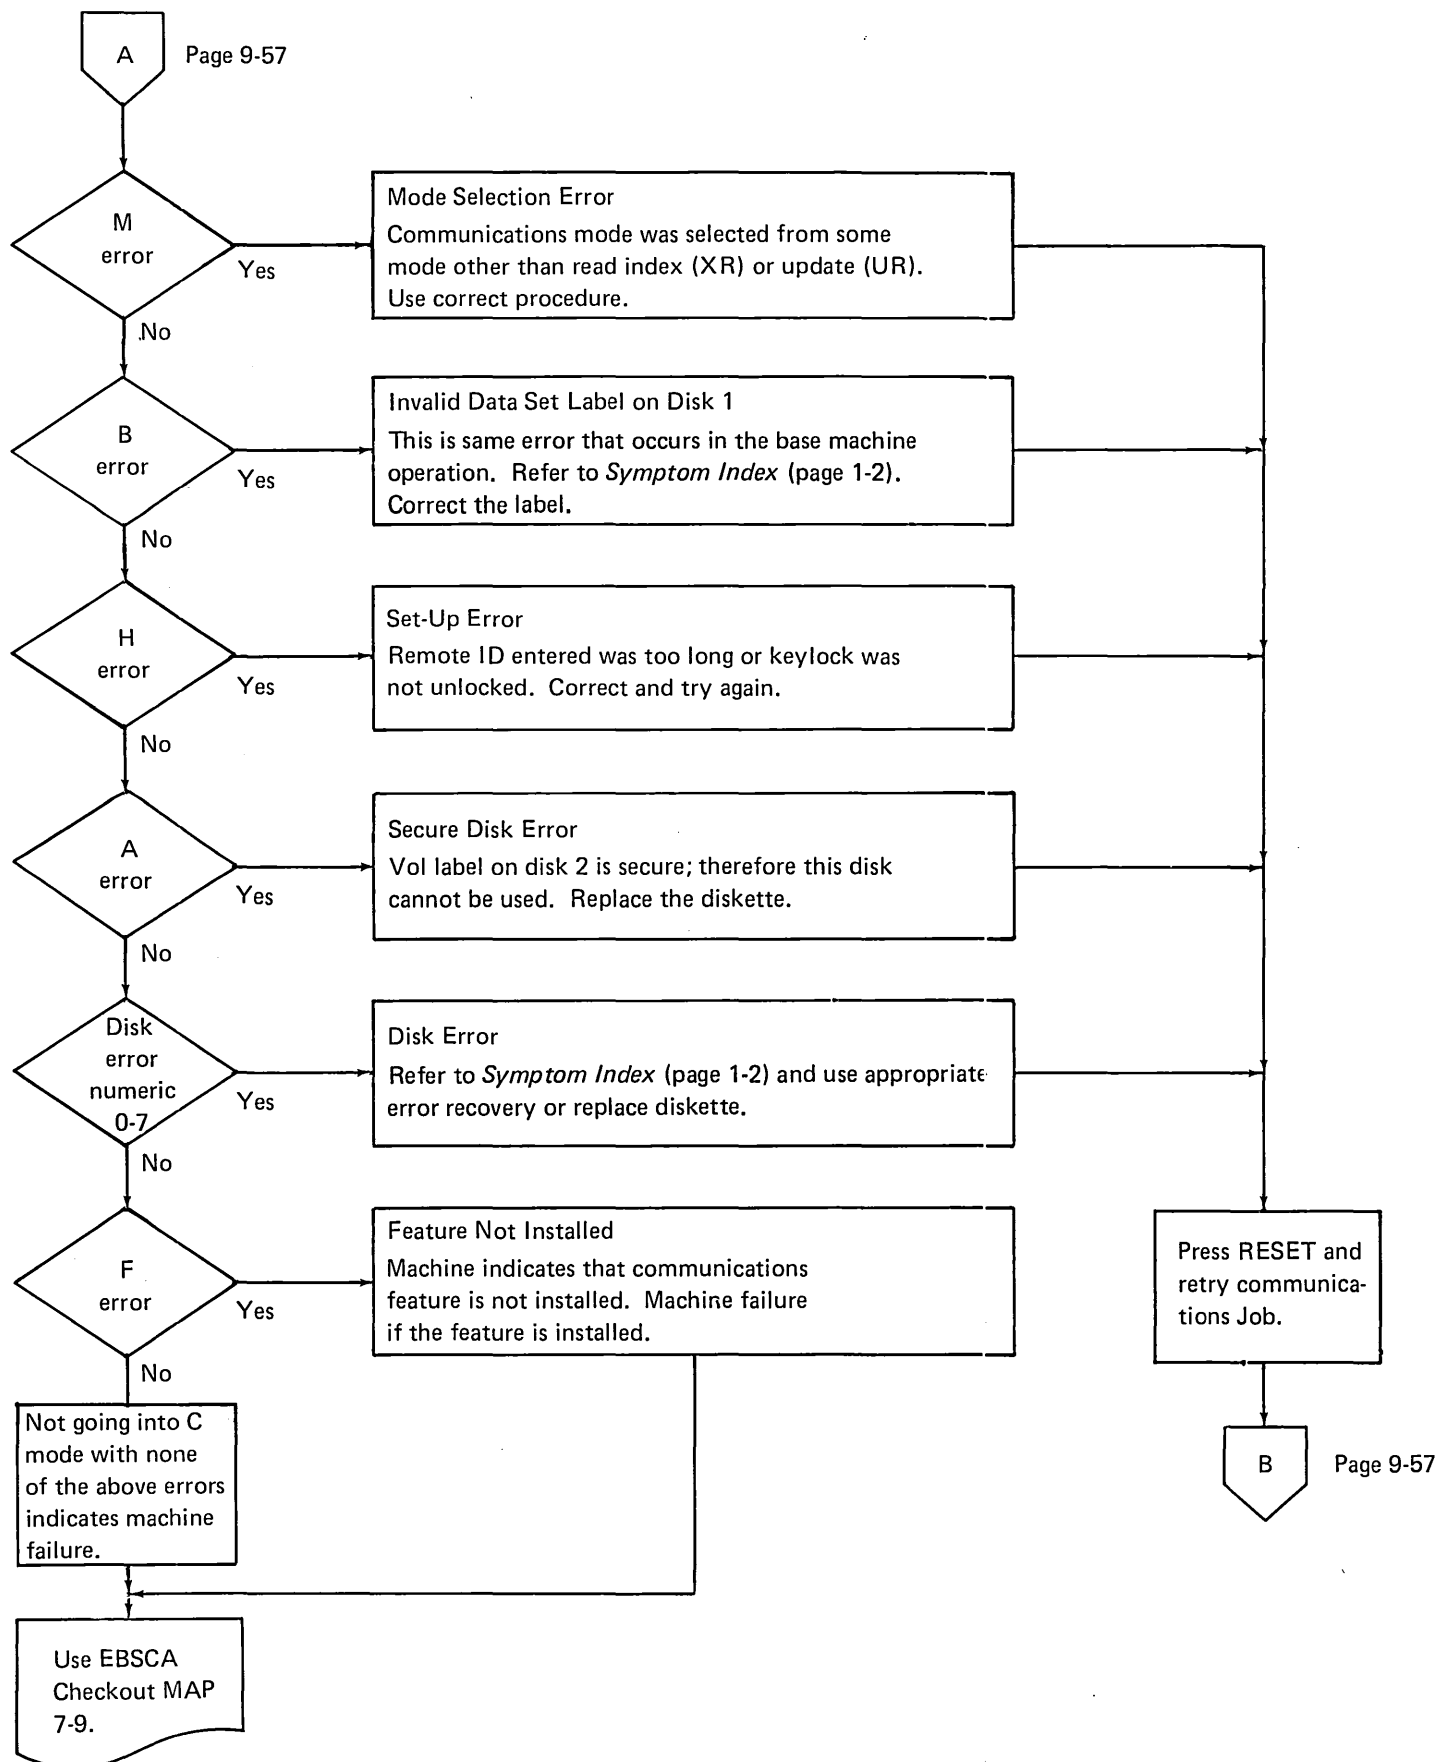 A
Page 9-57
M
error
Yes
No
Mode Selection Error
Communications mode was selected from some
mode other than read index (XR) or update (UR).
Use correct procedure.
B
error
Yes
No
Invalid Data Set Label on Disk 1
This is same error that occurs in the base machine
operation. Refer to Symptom Index (page 1-2).
Correct the label.
H
error
Yes
No
Set-Up Error
Remote ID entered was too long or keylock was
not unlocked. Correct and try again.
A
error
Yes
No
Secure Disk Error
Vol label on disk 2 is secure; therefore this disk
cannot be used. Replace the diskette.
Disk
error
numeric
0-7
Yes
No
Disk Error
Refer to Symptom Index (page 1-2) and use appropriate
error recovery or replace diskette.
F
error
Yes
No
Feature Not Installed
Machine indicates that communications
feature is not installed. Machine failure
if the feature is installed.
Press RESET and
retry communica-
tions Job.
B
Page 9-57
Not going into C
mode with none
of the above errors
indicates machine
failure.
Use EBSCA
Checkout MAP
7-9.